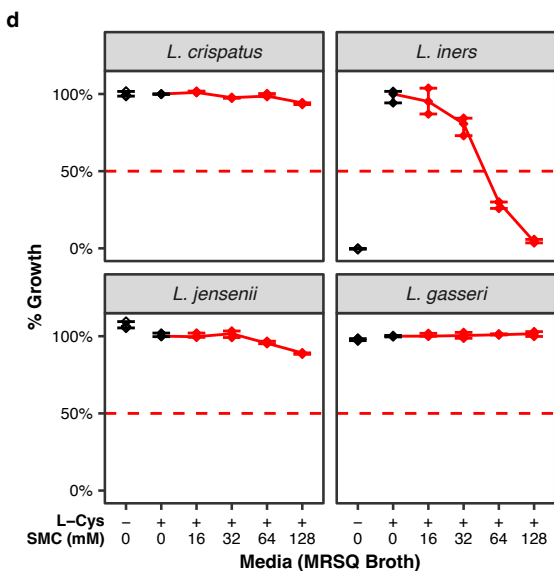 d
L. crispatus
L. iners
100%
50%
0%
% Growth
L. jensenii
L. gasseri
100%
50%
0%
L–Cys – + + + + + – + + + + +
SMC (mM) 0 0 16 32 64 128 0 0 16 32 64 128
Media (MRSQ Broth)